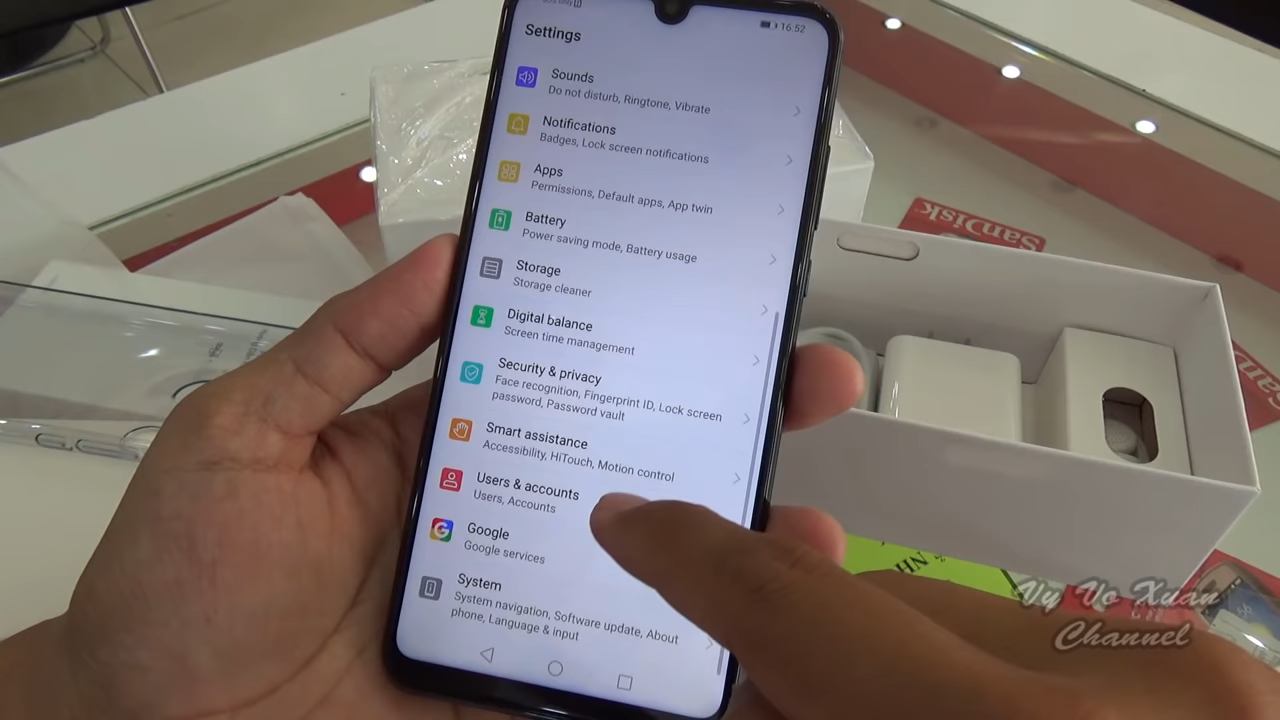 16:52
Settings
Sounds
Do not disturb, Ringtone, Vibrate
Notifications
Badges, Lock screen notifications
Apps
Permissions, Default apps, App twin
Battery
Power saving mode, Battery usage
Storage
Storage cleaner
Digital balance
Screen time management
Security & privacy
Face recognition, Fingerprint ID, Lock screen
password, Password vault
Smart assistance
Accessibility, HiTouch, Motion control
Users & accounts
Users, Accounts
Google
Google services
System
System navigation, Software update, About
phone, Language & input
SanDisk
SanD
NH
Vy Vo Xuan
Channel